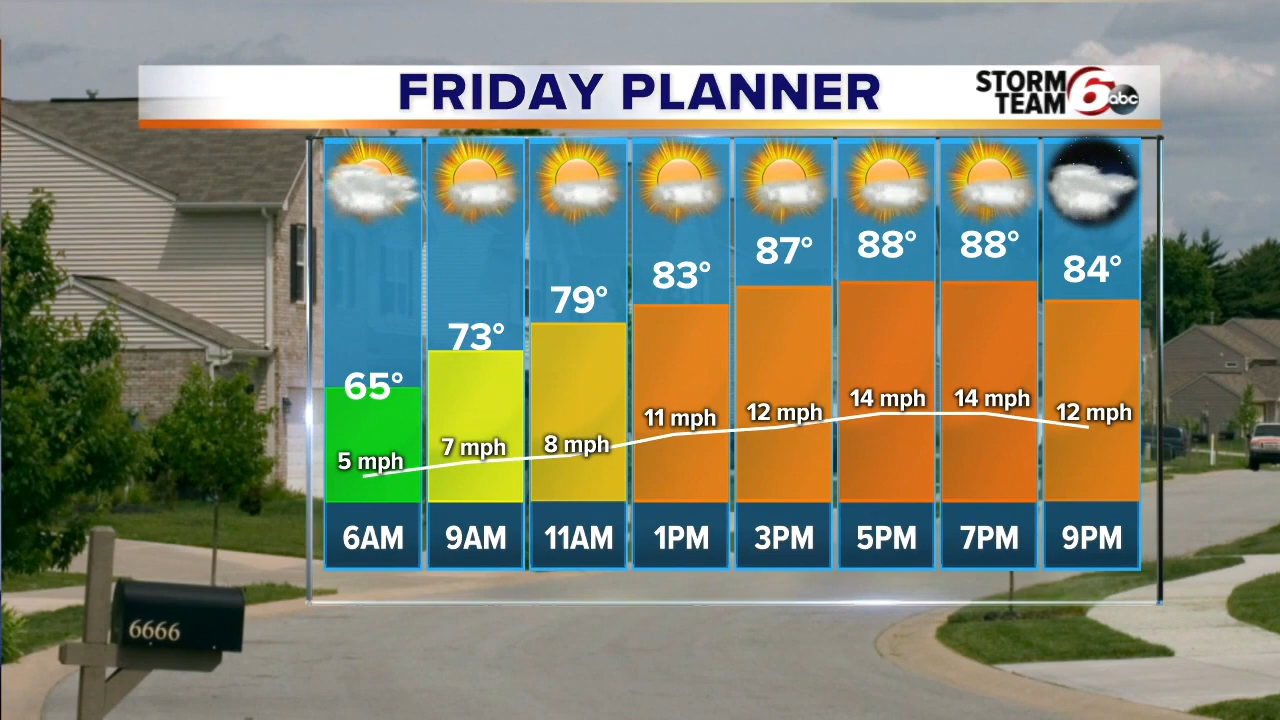 FRIDAY PLANNER
STORM
TEAM
6
abc
65° 73° 79° 83° 87° 88° 88° 84°
5 mph 7 mph 8 mph 11 mph 12 mph 14 mph 14 mph 12 mph
6AM 9AM 11AM 1PM 3PM 5PM 7PM 9PM
6666